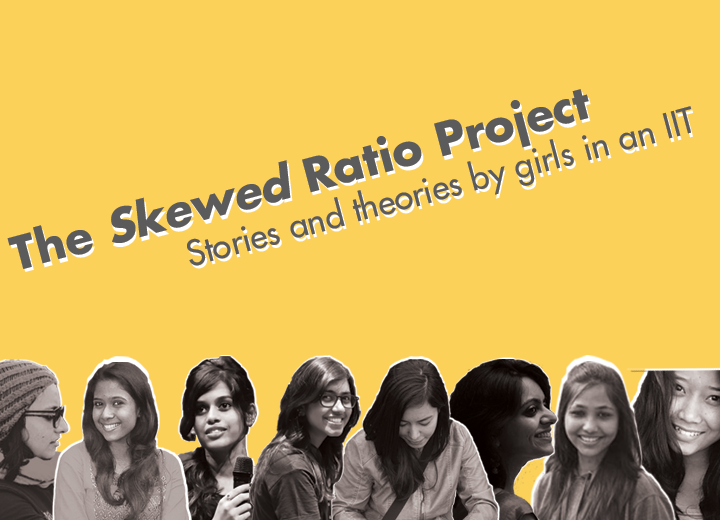 The Skewed Ratio Project
Stories and theories by girls in an IIT